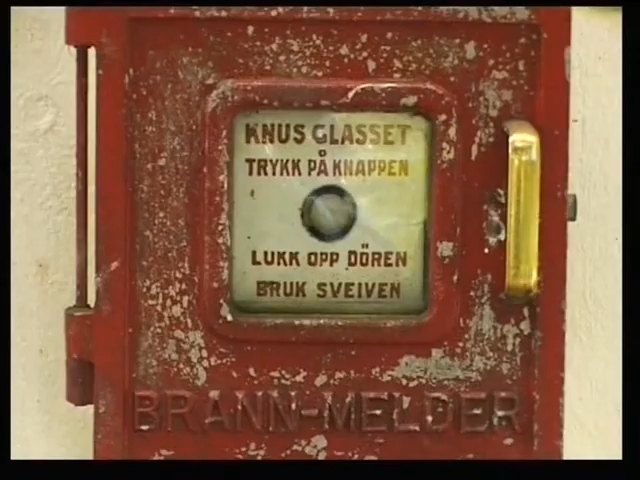 KNUS GLASSET
TRYKK PÅ KNAPPEN
LUKK OPP DÖREN
BRUK SVEIVEN
BRANN-MELDER